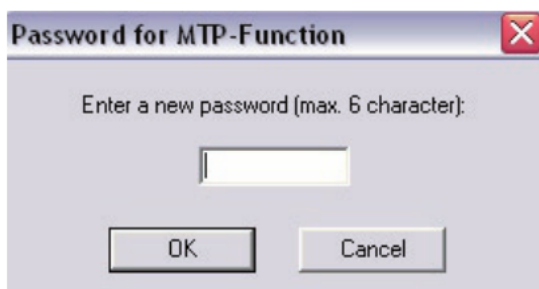 Password for MTP-Function
Enter a new password (max. 6 character):
OK
Cancel